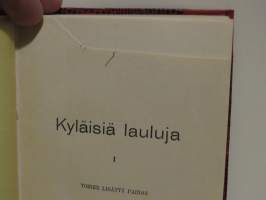 Kyläisiä lauluja
I
TOINEN LISÄTTY PAINOS